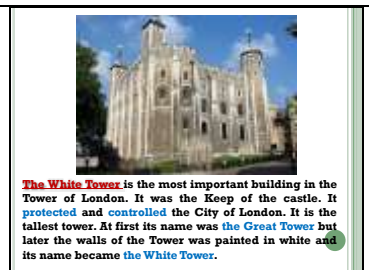 The White Tower is the most important building in the
Tower of London. It was the Keep of the castle. It
protected and controlled the City of London. It is the
tallest tower. At first its name was the Great Tower but
later the walls of the Tower was painted in white and
its name became the White Tower.